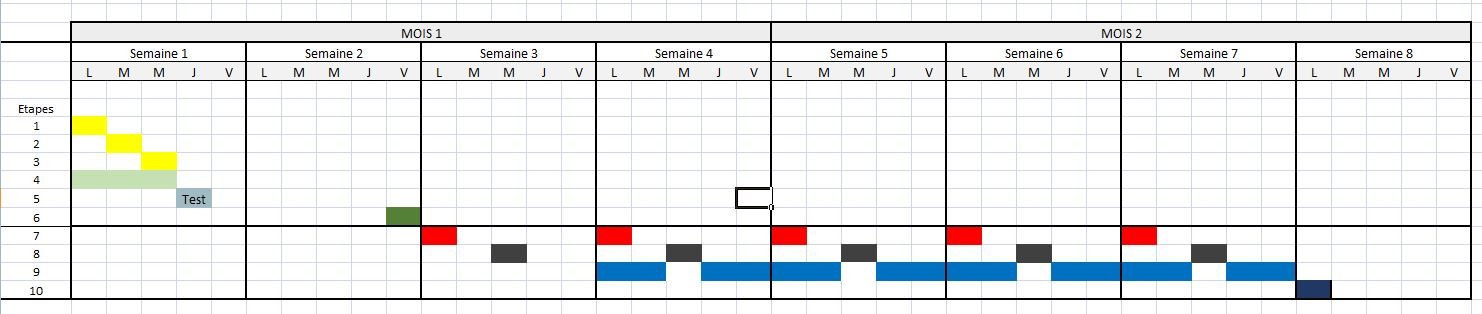 MOIS 1 MOIS 2
Semaine 1 Semaine 2 Semaine 3 Semaine 4 Semaine 5 Semaine 6 Semaine 7 Semaine 8
L M M J V L M M J V L M M J V L M M J V L M M J V L M M J V L M M J V L M M J V
Etapes
1
2
3
4
5 Test
6
7
8
9
10